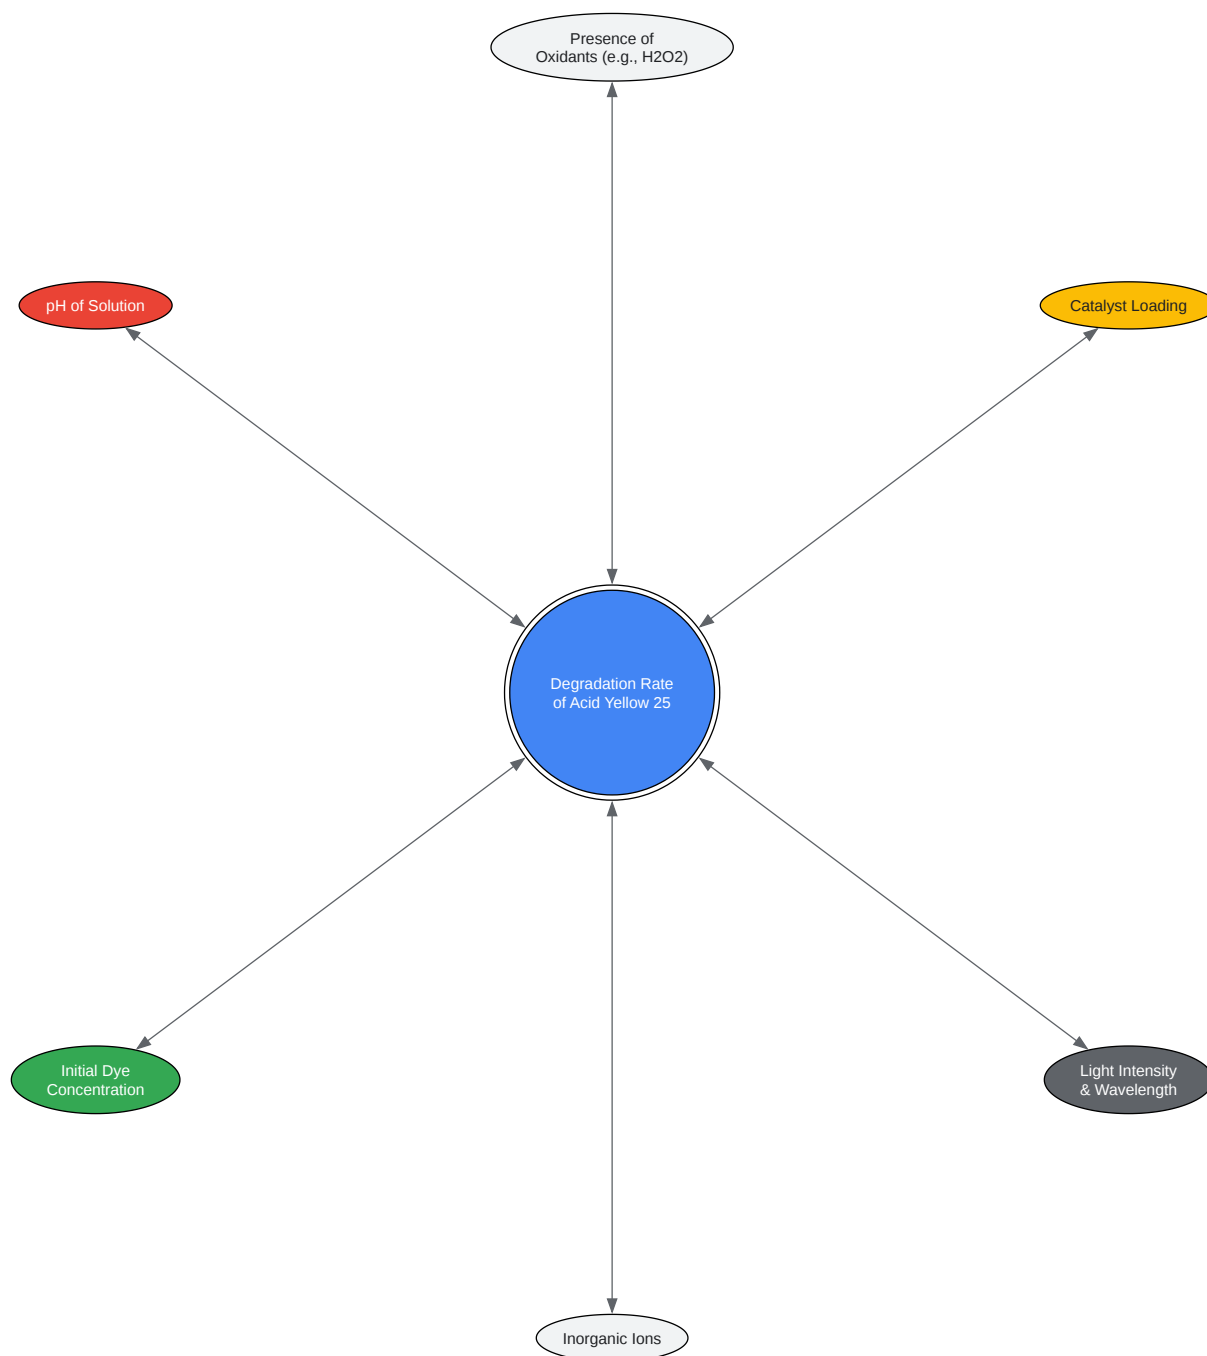 Presence of
Oxidants (e.g., H2O2)
pH of Solution
Catalyst Loading
Degradation Rate
of Acid Yellow 25
Initial Dye
Concentration
Light Intensity
& Wavelength
Inorganic Ions